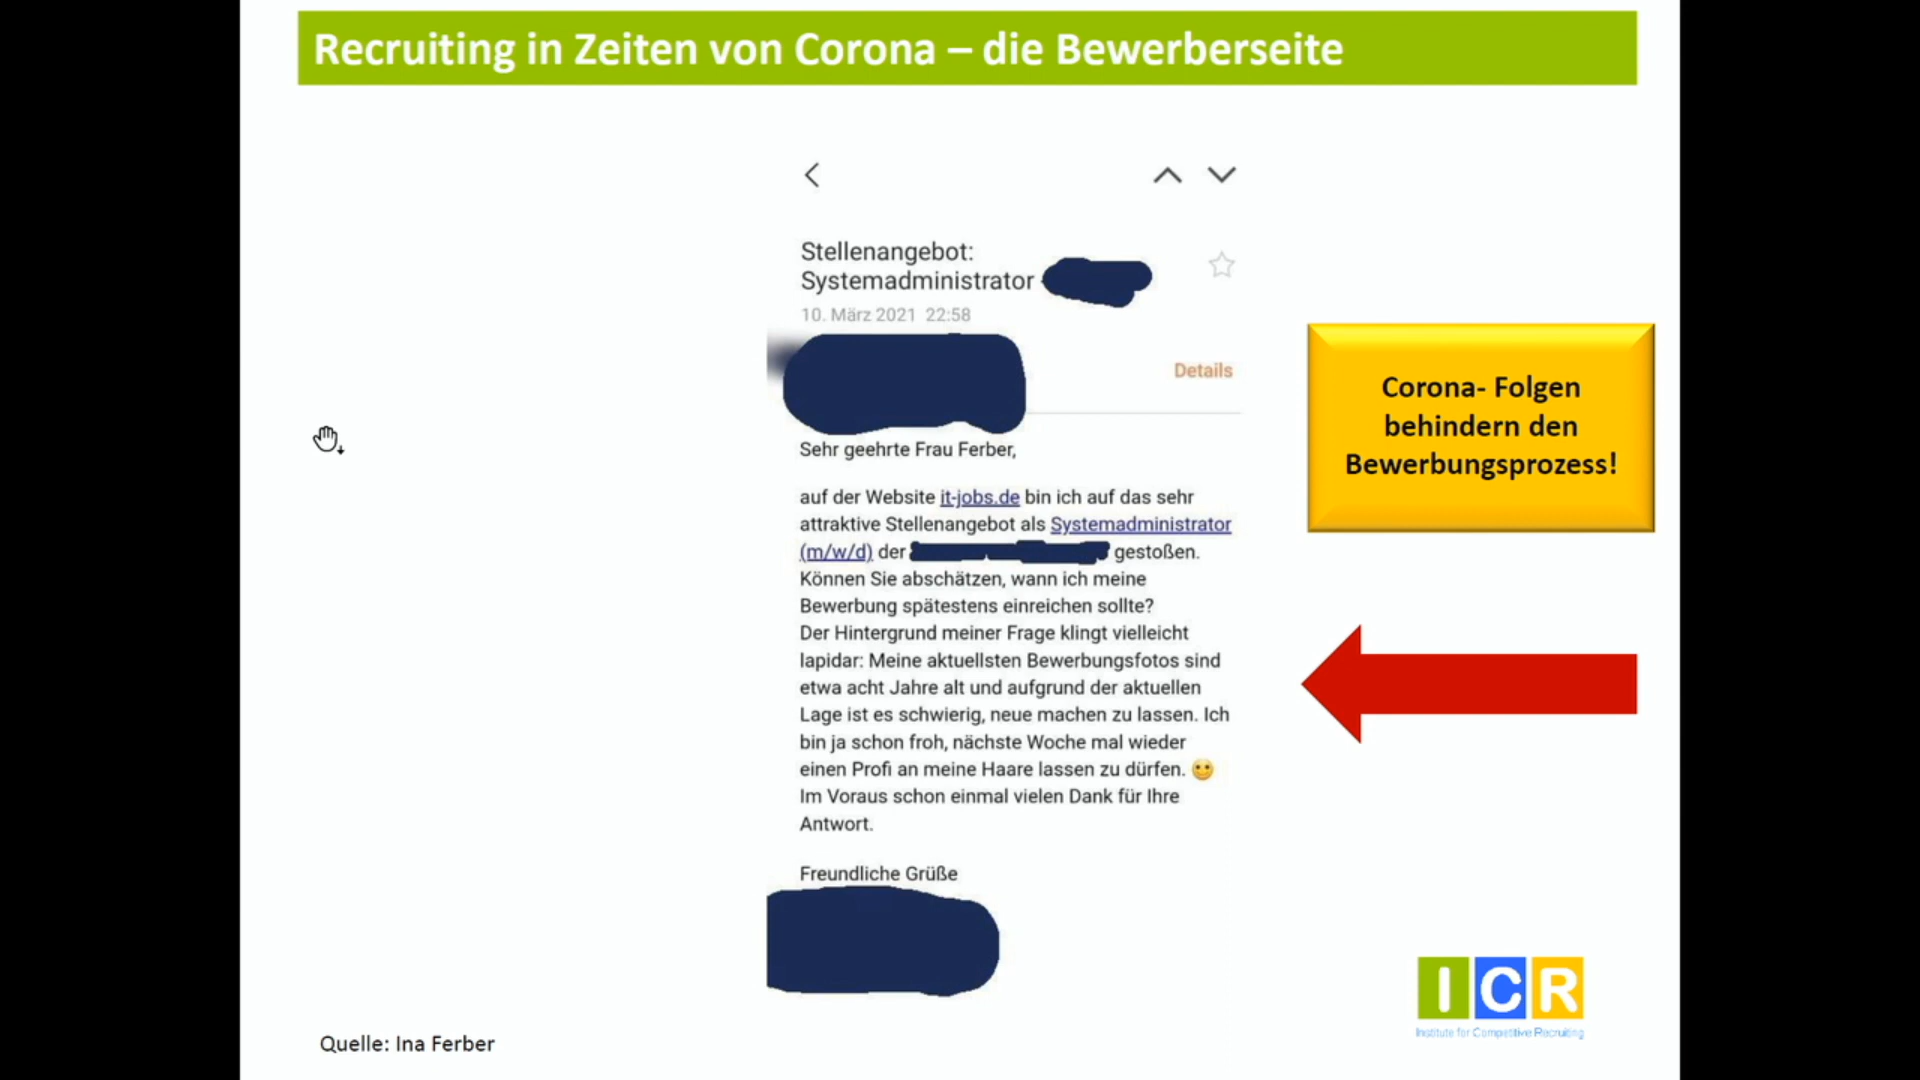 Recruiting in Zeiten von Corona – die Bewerberseite
Stellenangebot:
Systemadministrator
10. März 2021 22:58
Details
Sehr geehrte Frau Ferber,
auf der Website it-jobs.de bin ich auf das sehr
attraktive Stellenangebot als Systemadministrator
(m/w/d) der gestoßen.
Können Sie abschätzen, wann ich meine
Bewerbung spätestens einreichen sollte?
Der Hintergrund meiner Frage klingt vielleicht
lapidar: Meine aktuellsten Bewerbungsfotos sind
etwa acht Jahre alt und aufgrund der aktuellen
Lage ist es schwierig, neue machen zu lassen. Ich
bin ja schon froh, nächste Woche mal wieder
einen Profi an meine Haare lassen zu dürfen. 🙂
Im Voraus schon einmal vielen Dank für Ihre
Antwort.
Freundliche Grüße
Corona- Folgen
behindern den
Bewerbungsprozess!
ICR
Institute for Competitive Recruiting
Quelle: Ina Ferber